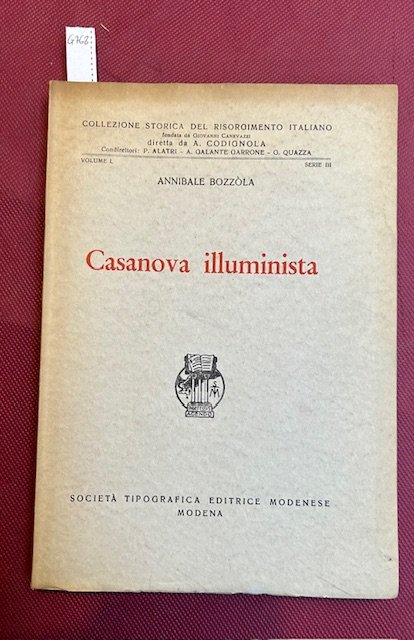 G762
COLLEZIONE STORICA DEL RISORGIMENTO ITALIANO
fondata da GIOVANNI CANEVAZZI
diretta da A. CODIGNOLA
Condirettori: P. ALATRI - A. GALANTE GARRONE - G. QUAZZA
VOLUME L SERIE III
ANNIBALE BOZZÒLA
Casanova illuminista
SOCIETÀ TIPOGRAFICA EDITRICE MODENESE
MODENA